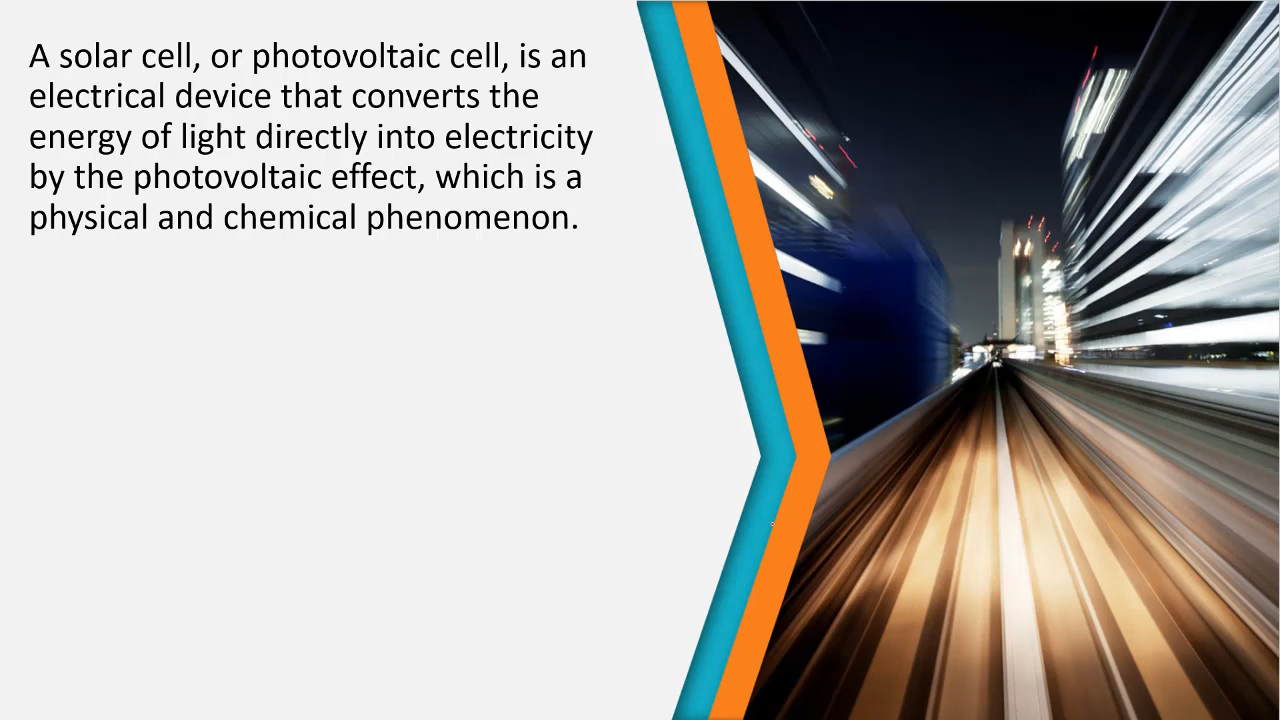 A solar cell, or photovoltaic cell, is an
electrical device that converts the
energy of light directly into electricity
by the photovoltaic effect, which is a
physical and chemical phenomenon.